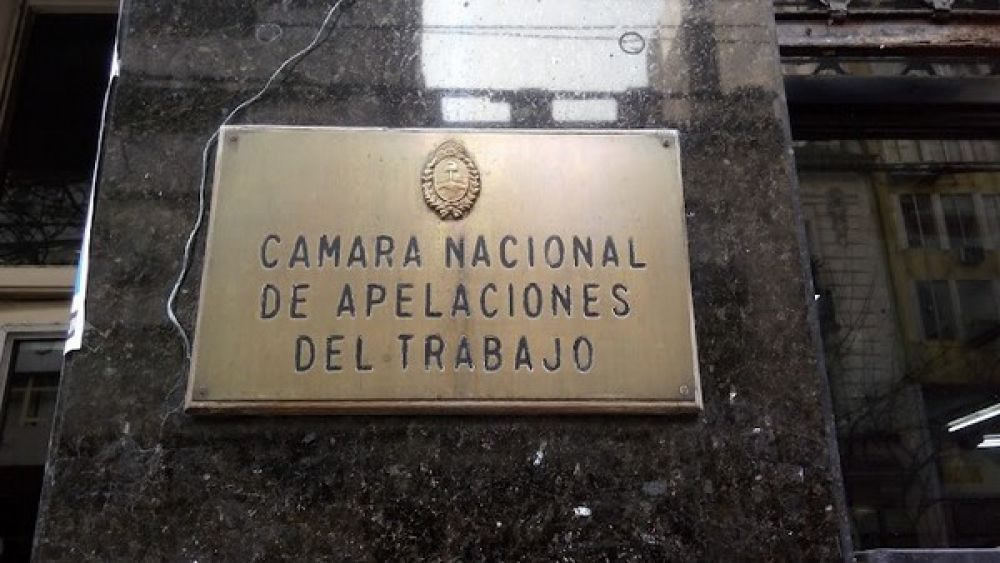 CAMARA NACIONAL
DE APELACIONES
DEL TRABAJO